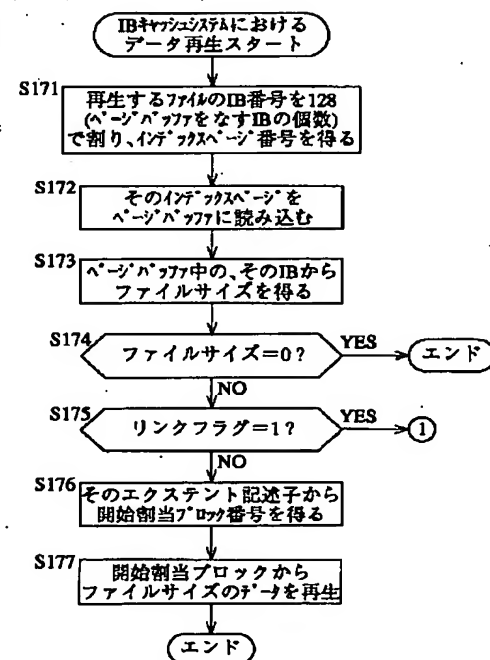 IBキャッシュシステムにおける
データ再生スタート
S171
再生するファイルのIB番号を128
(ページバッファをなすIBの個数)
で割り、インデックスページ番号を得る
S172
そのインデックスページを
ページバッファに読み込む
S173
ページバッファ中の、そのIBから
ファイルサイズを得る
S174
ファイルサイズ=0?
YES
エンド
NO
S175
リンクフラグ=1?
YES
①
NO
S176
そのエクステント記述子から
開始割当ブロック番号を得る
S177
開始割当ブロックから
ファイルサイズのデータを再生
エンド